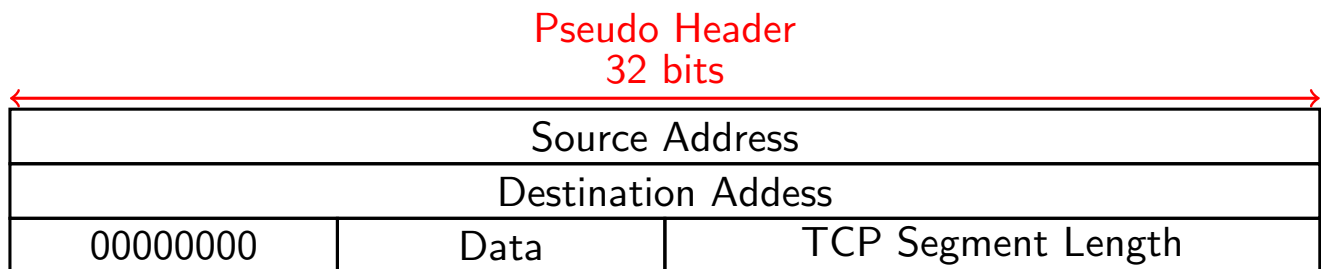 Pseudo Header
32 bits
Source Address
Destination Addess
00000000 Data TCP Segment Length